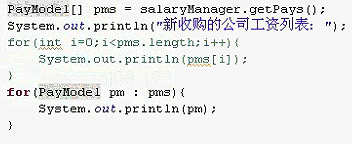 PayModel[] pms = salaryManager.getPays();
System.out.println("新收购的公司工资列表: ");
for(int i=0;i<pms.length;i++){
    System.out.println(pms[i]);
}
for(PayModel pm : pms){
    System.out.println(pm);
}